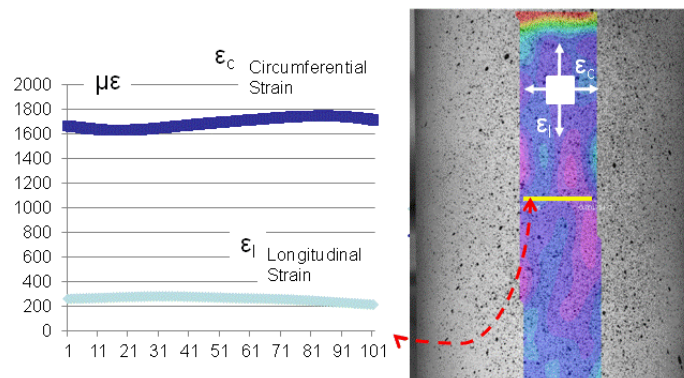 με
εc Circumferential
Strain
2000
1800
1600
1400
1200
1000
800
600
400
200
0
εl Longitudinal
Strain
1 11 21 31 41 51 61 71 81 91 101
εc
εl